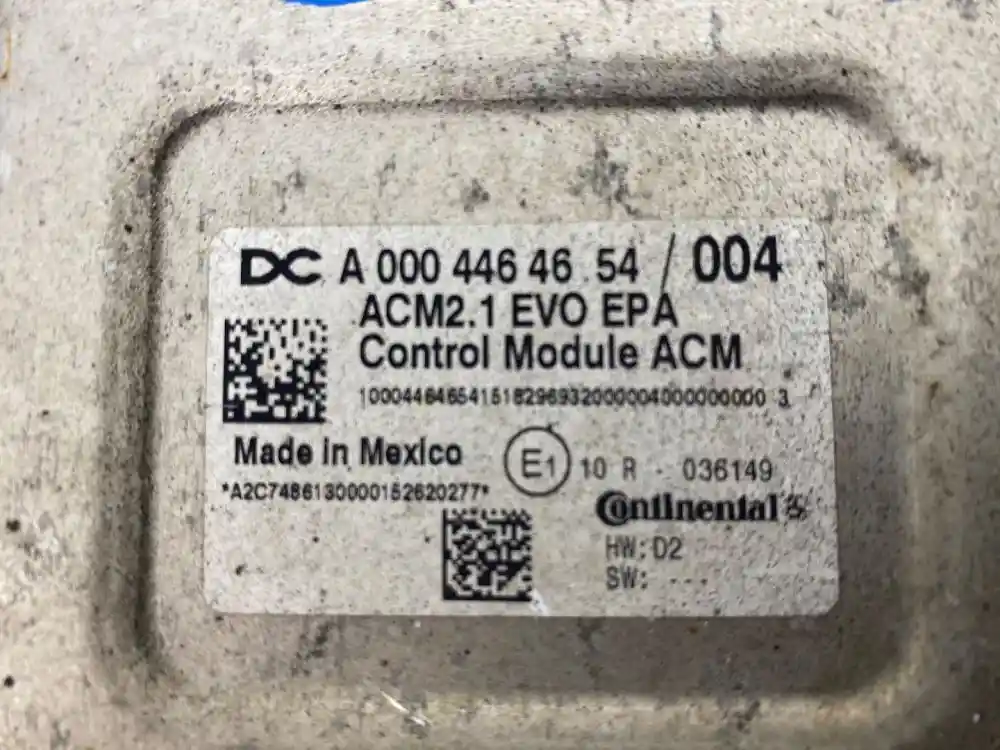 DC A 000 446 46 54 / 004
ACM2.1 EVO EPA
Control Module ACM
10004464654151829693200000400000000 3
Made in Mexico
E1 10 R - 036149
*A2C7486130000152620277*
Continental
HW: D2
SW: ---